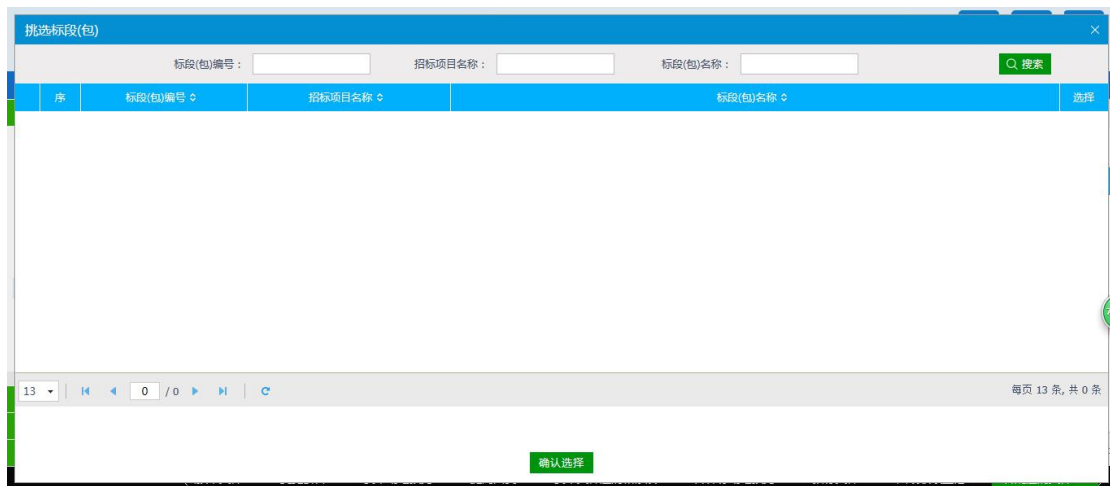 挑选标段(包)
标段(包)编号： 招标项目名称： 标段(包)名称： 搜索
序 标段(包)编号 招标项目名称 标段(包)名称 选择
13 0 / 0 每页 13 条, 共 0 条
确认选择